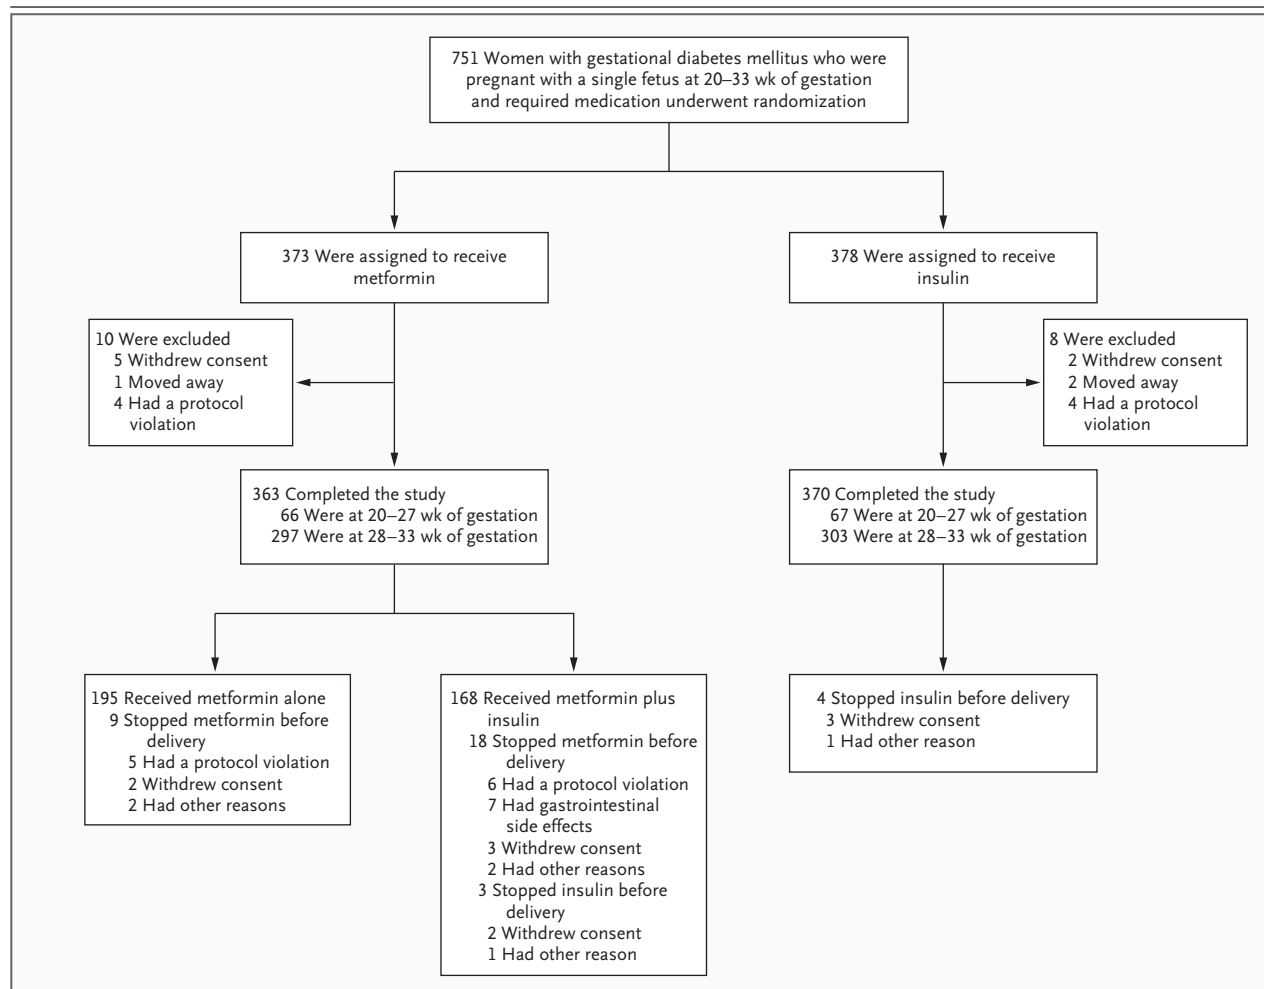 751 Women with gestational diabetes mellitus who were
pregnant with a single fetus at 20–33 wk of gestation
and required medication underwent randomization
373 Were assigned to receive
metformin
378 Were assigned to receive
insulin
10 Were excluded
5 Withdrew consent
1 Moved away
4 Had a protocol
violation
8 Were excluded
2 Withdrew consent
2 Moved away
4 Had a protocol
violation
363 Completed the study
66 Were at 20–27 wk of gestation
297 Were at 28–33 wk of gestation
370 Completed the study
67 Were at 20–27 wk of gestation
303 Were at 28–33 wk of gestation
195 Received metformin alone
9 Stopped metformin before
delivery
5 Had a protocol violation
2 Withdrew consent
2 Had other reasons
168 Received metformin plus
insulin
18 Stopped metformin before
delivery
6 Had a protocol violation
7 Had gastrointestinal
side effects
3 Withdrew consent
2 Had other reasons
3 Stopped insulin before
delivery
2 Withdrew consent
1 Had other reason
4 Stopped insulin before delivery
3 Withdrew consent
1 Had other reason